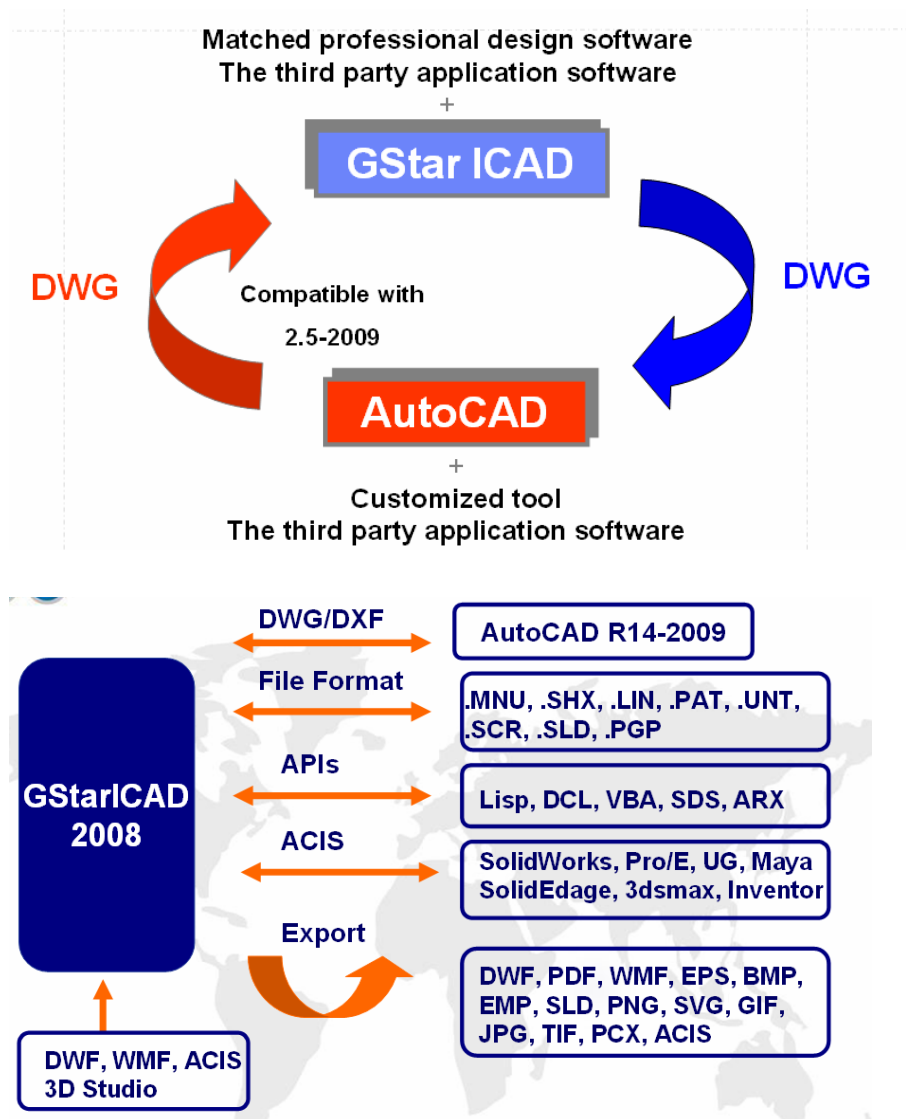 Matched professional design software
The third party application software
+
GStar ICAD
DWG
DWG
Compatible with
2.5-2009
AutoCAD
+
Customized tool
The third party application software
DWG/DXF
AutoCAD R14-2009
File Format
.MNU, .SHX, .LIN, .PAT, .UNT,
.SCR, .SLD, .PGP
GStarICAD
2008
APIs
Lisp, DCL, VBA, SDS, ARX
ACIS
SolidWorks, Pro/E, UG, Maya
SolidEdage, 3dsmax, Inventor
Export
DWF, PDF, WMF, EPS, BMP,
EMP, SLD, PNG, SVG, GIF,
JPG, TIF, PCX, ACIS
DWF, WMF, ACIS
3D Studio